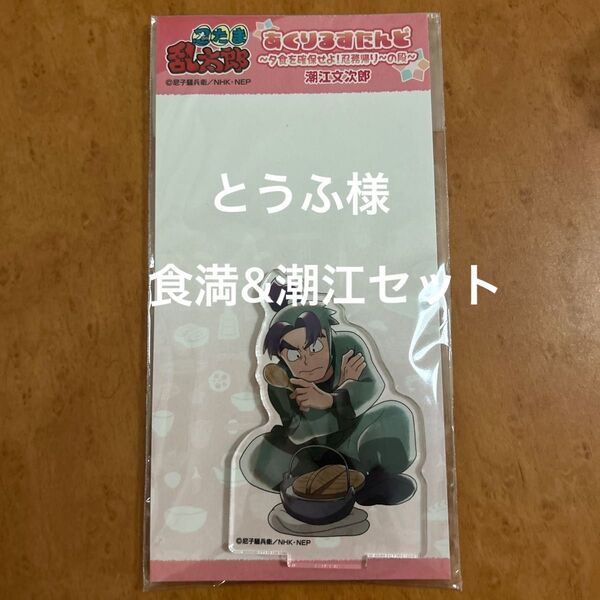 忍たま
乱太郎
©尼子騒兵衛／NHK・NEP
あくりるすたんど
～夕食を確保せよ!忍務帰り～の段～
潮江文次郎
とうふ様
食満&潮江セット
©尼子騒兵衛／NHK・NEP